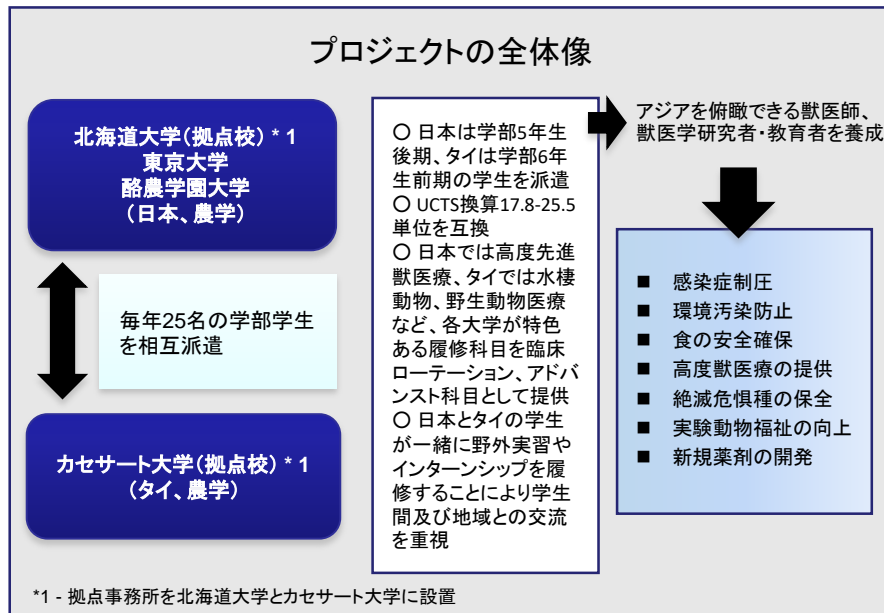 プロジェクトの全体像
北海道大学(拠点校)*1
東京大学
酪農学園大学
(日本、農学)
毎年25名の学部学生
を相互派遣
カセサート大学(拠点校)*1
(タイ、農学)
○ 日本は学部5年生
後期、タイは学部6年
生前期の学生を派遣
○ UCTS換算17.8-25.5
単位を互換
○ 日本では高度先進
獣医療、タイでは水棲
動物、野生動物医療
など、各大学が特色
ある履修科目を臨床
ローテーション、アドバ
ンスト科目として提供
○ 日本とタイの学生
が一緒に野外実習や
インターンシップを履
修することにより学生
間及び地域との交流
を重視
アジアを俯瞰できる獣医師、
獣医学研究者・教育者を養成
■ 感染症制圧
■ 環境汚染防止
■ 食の安全確保
■ 高度獣医療の提供
■ 絶滅危惧種の保全
■ 実験動物福祉の向上
■ 新規薬剤の開発
*1 - 拠点事務所を北海道大学とカセサート大学に設置